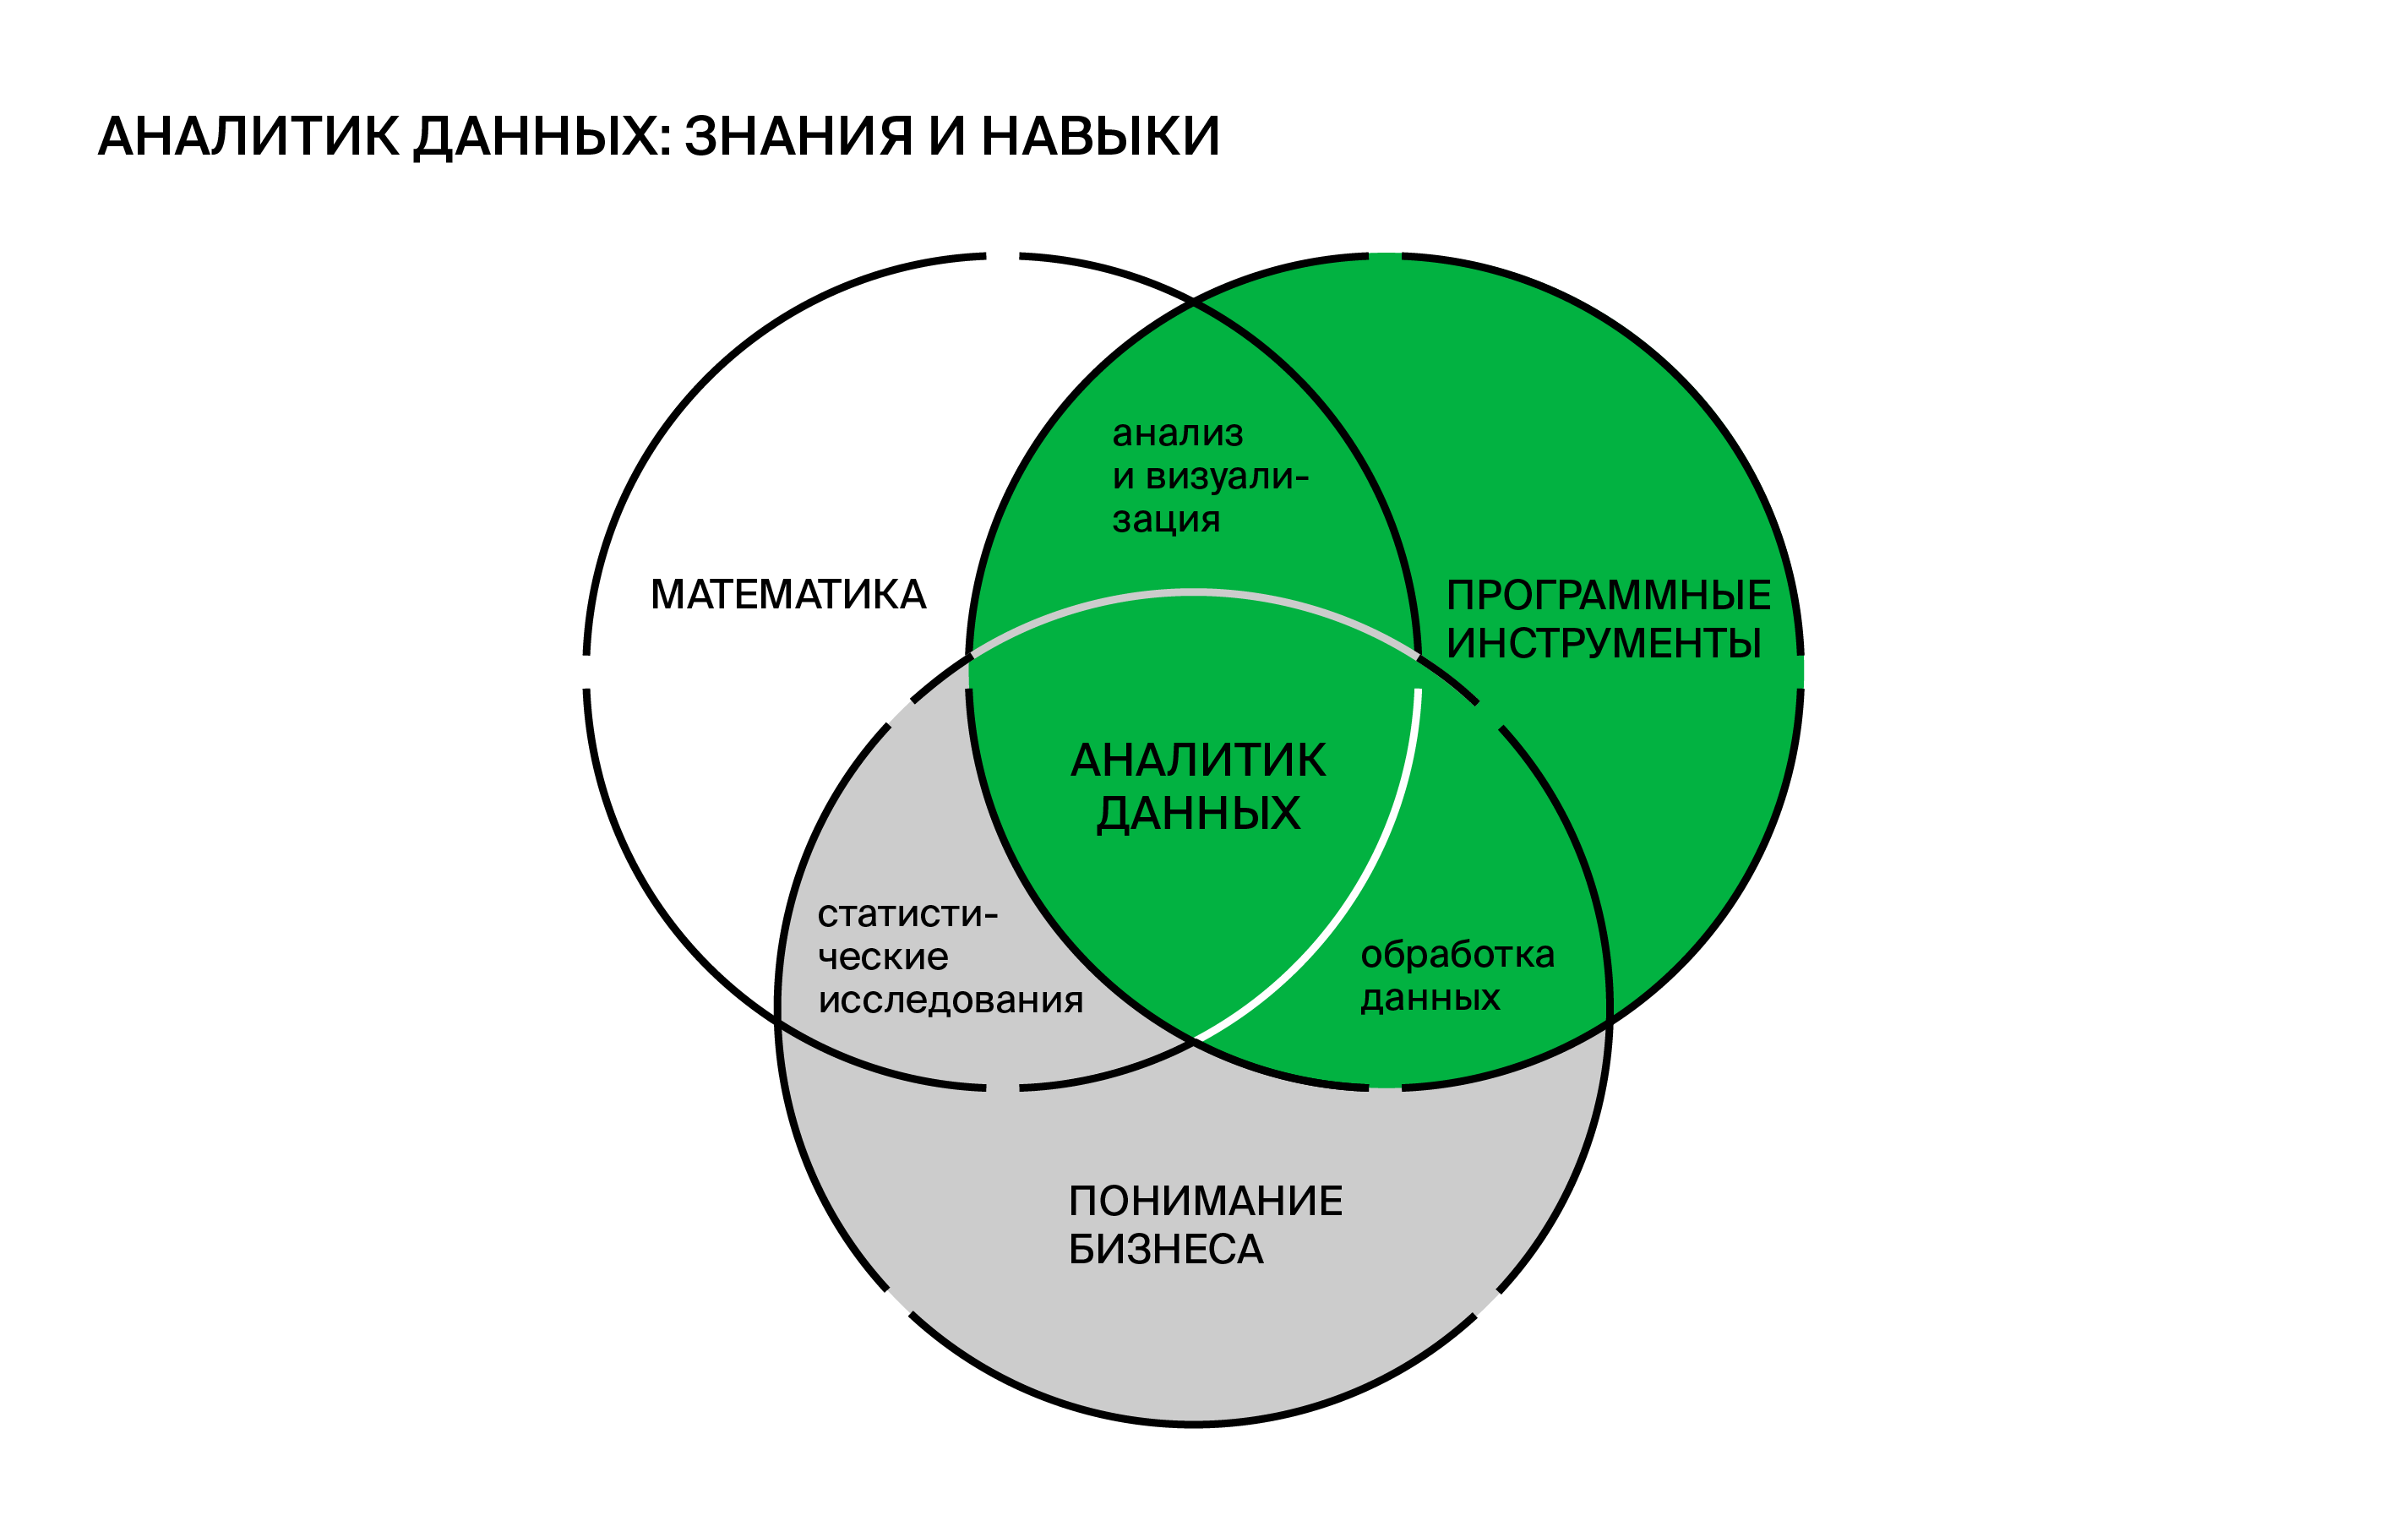 АНАЛИТИК ДАННЫХ: ЗНАНИЯ И НАВЫКИ
анализ
и визуали-
зация
МАТЕМАТИКА
ПРОГРАММНЫЕ
ИНСТРУМЕНТЫ
АНАЛИТИК
ДАННЫХ
статисти-
ческие
исследования
обработка
данных
ПОНИМАНИЕ
БИЗНЕСА